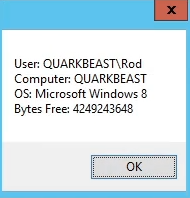 x
User: QUARKBEAST\Rod
Computer: QUARKBEAST
OS: Microsoft Windows 8
Bytes Free: 4249243648
OK